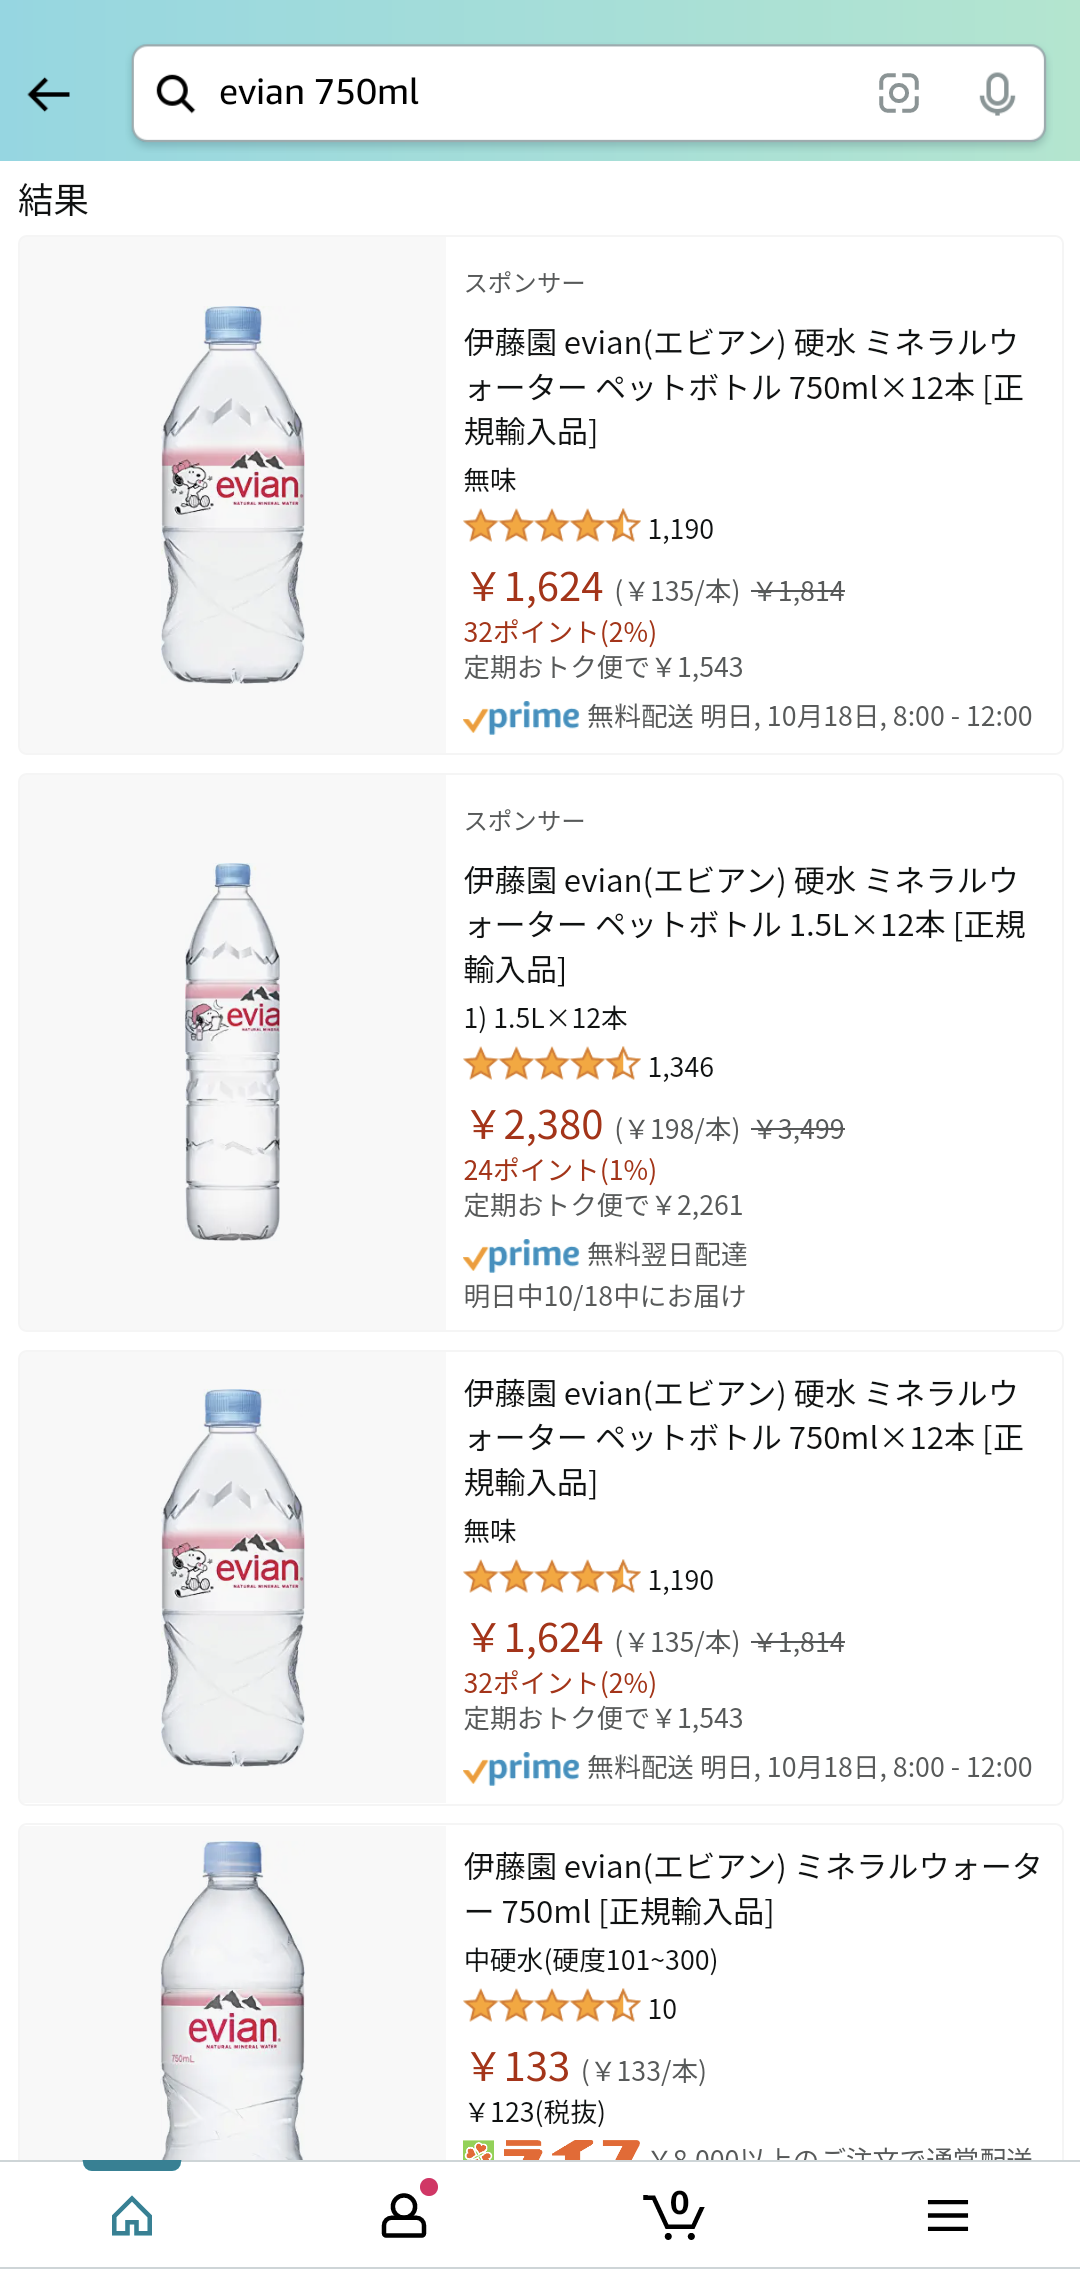 evian 750ml
結果
スポンサー
伊藤園 evian(エビアン) 硬水 ミネラルウ
ォーター ペットボトル 750ml×12本 [正
規輸入品]
無味
1,190
￥1,624 (￥135/本) ￥1,814
32ポイント(2%)
定期おトク便で￥1,543
prime 無料配送 明日, 10月18日, 8:00 - 12:00
evian.
NATURAL MINERAL WATER
スポンサー
伊藤園 evian(エビアン) 硬水 ミネラルウ
ォーター ペットボトル 1.5L×12本 [正規
輸入品]
1) 1.5L×12本
1,346
￥2,380 (￥198/本) ￥3,499
24ポイント(1%)
定期おトク便で￥2,261
prime 無料翌日配達
明日中10/18中にお届け
evia
伊藤園 evian(エビアン) 硬水 ミネラルウ
ォーター ペットボトル 750ml×12本 [正
規輸入品]
無味
1,190
￥1,624 (￥135/本) ￥1,814
32ポイント(2%)
定期おトク便で￥1,543
prime 無料配送 明日, 10月18日, 8:00 - 12:00
evian.
NATURAL MINERAL WATER
伊藤園 evian(エビアン) ミネラルウォータ
ー 750ml [正規輸入品]
中硬水(硬度101~300)
10
￥133 (￥133/本)
￥123(税抜)
ライフ ￥8,000以上のご注文で通常配送
evian.
NATURAL MINERAL WATER
750mL
0